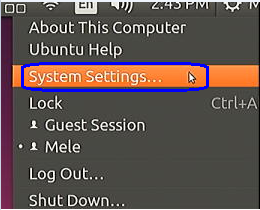 En 2:43 PM M
About This Computer
Ubuntu Help
System Settings...
Lock Ctrl+A
Guest Session
Mele
Log Out...
Shut Down...